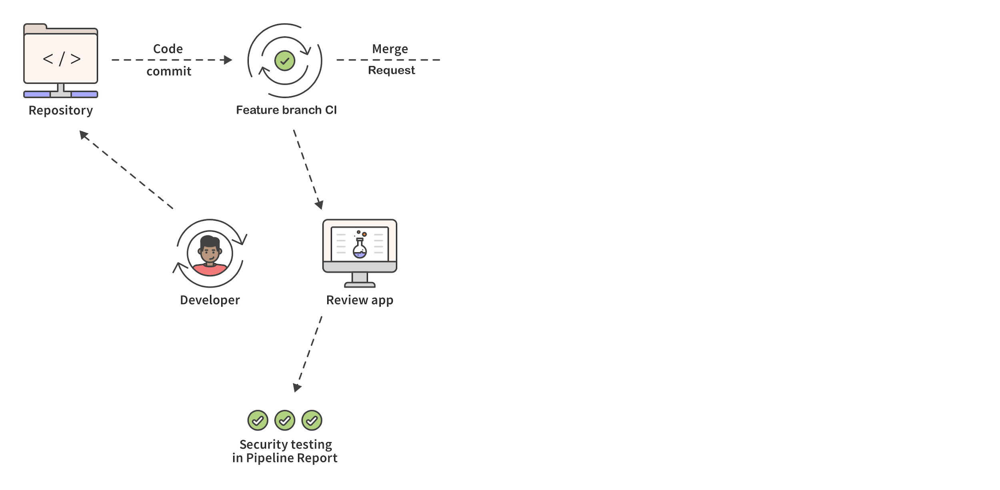 </>
Code
commit
Merge
Request
Repository
Feature branch CI
Developer
Review app
Security testing
in Pipeline Report